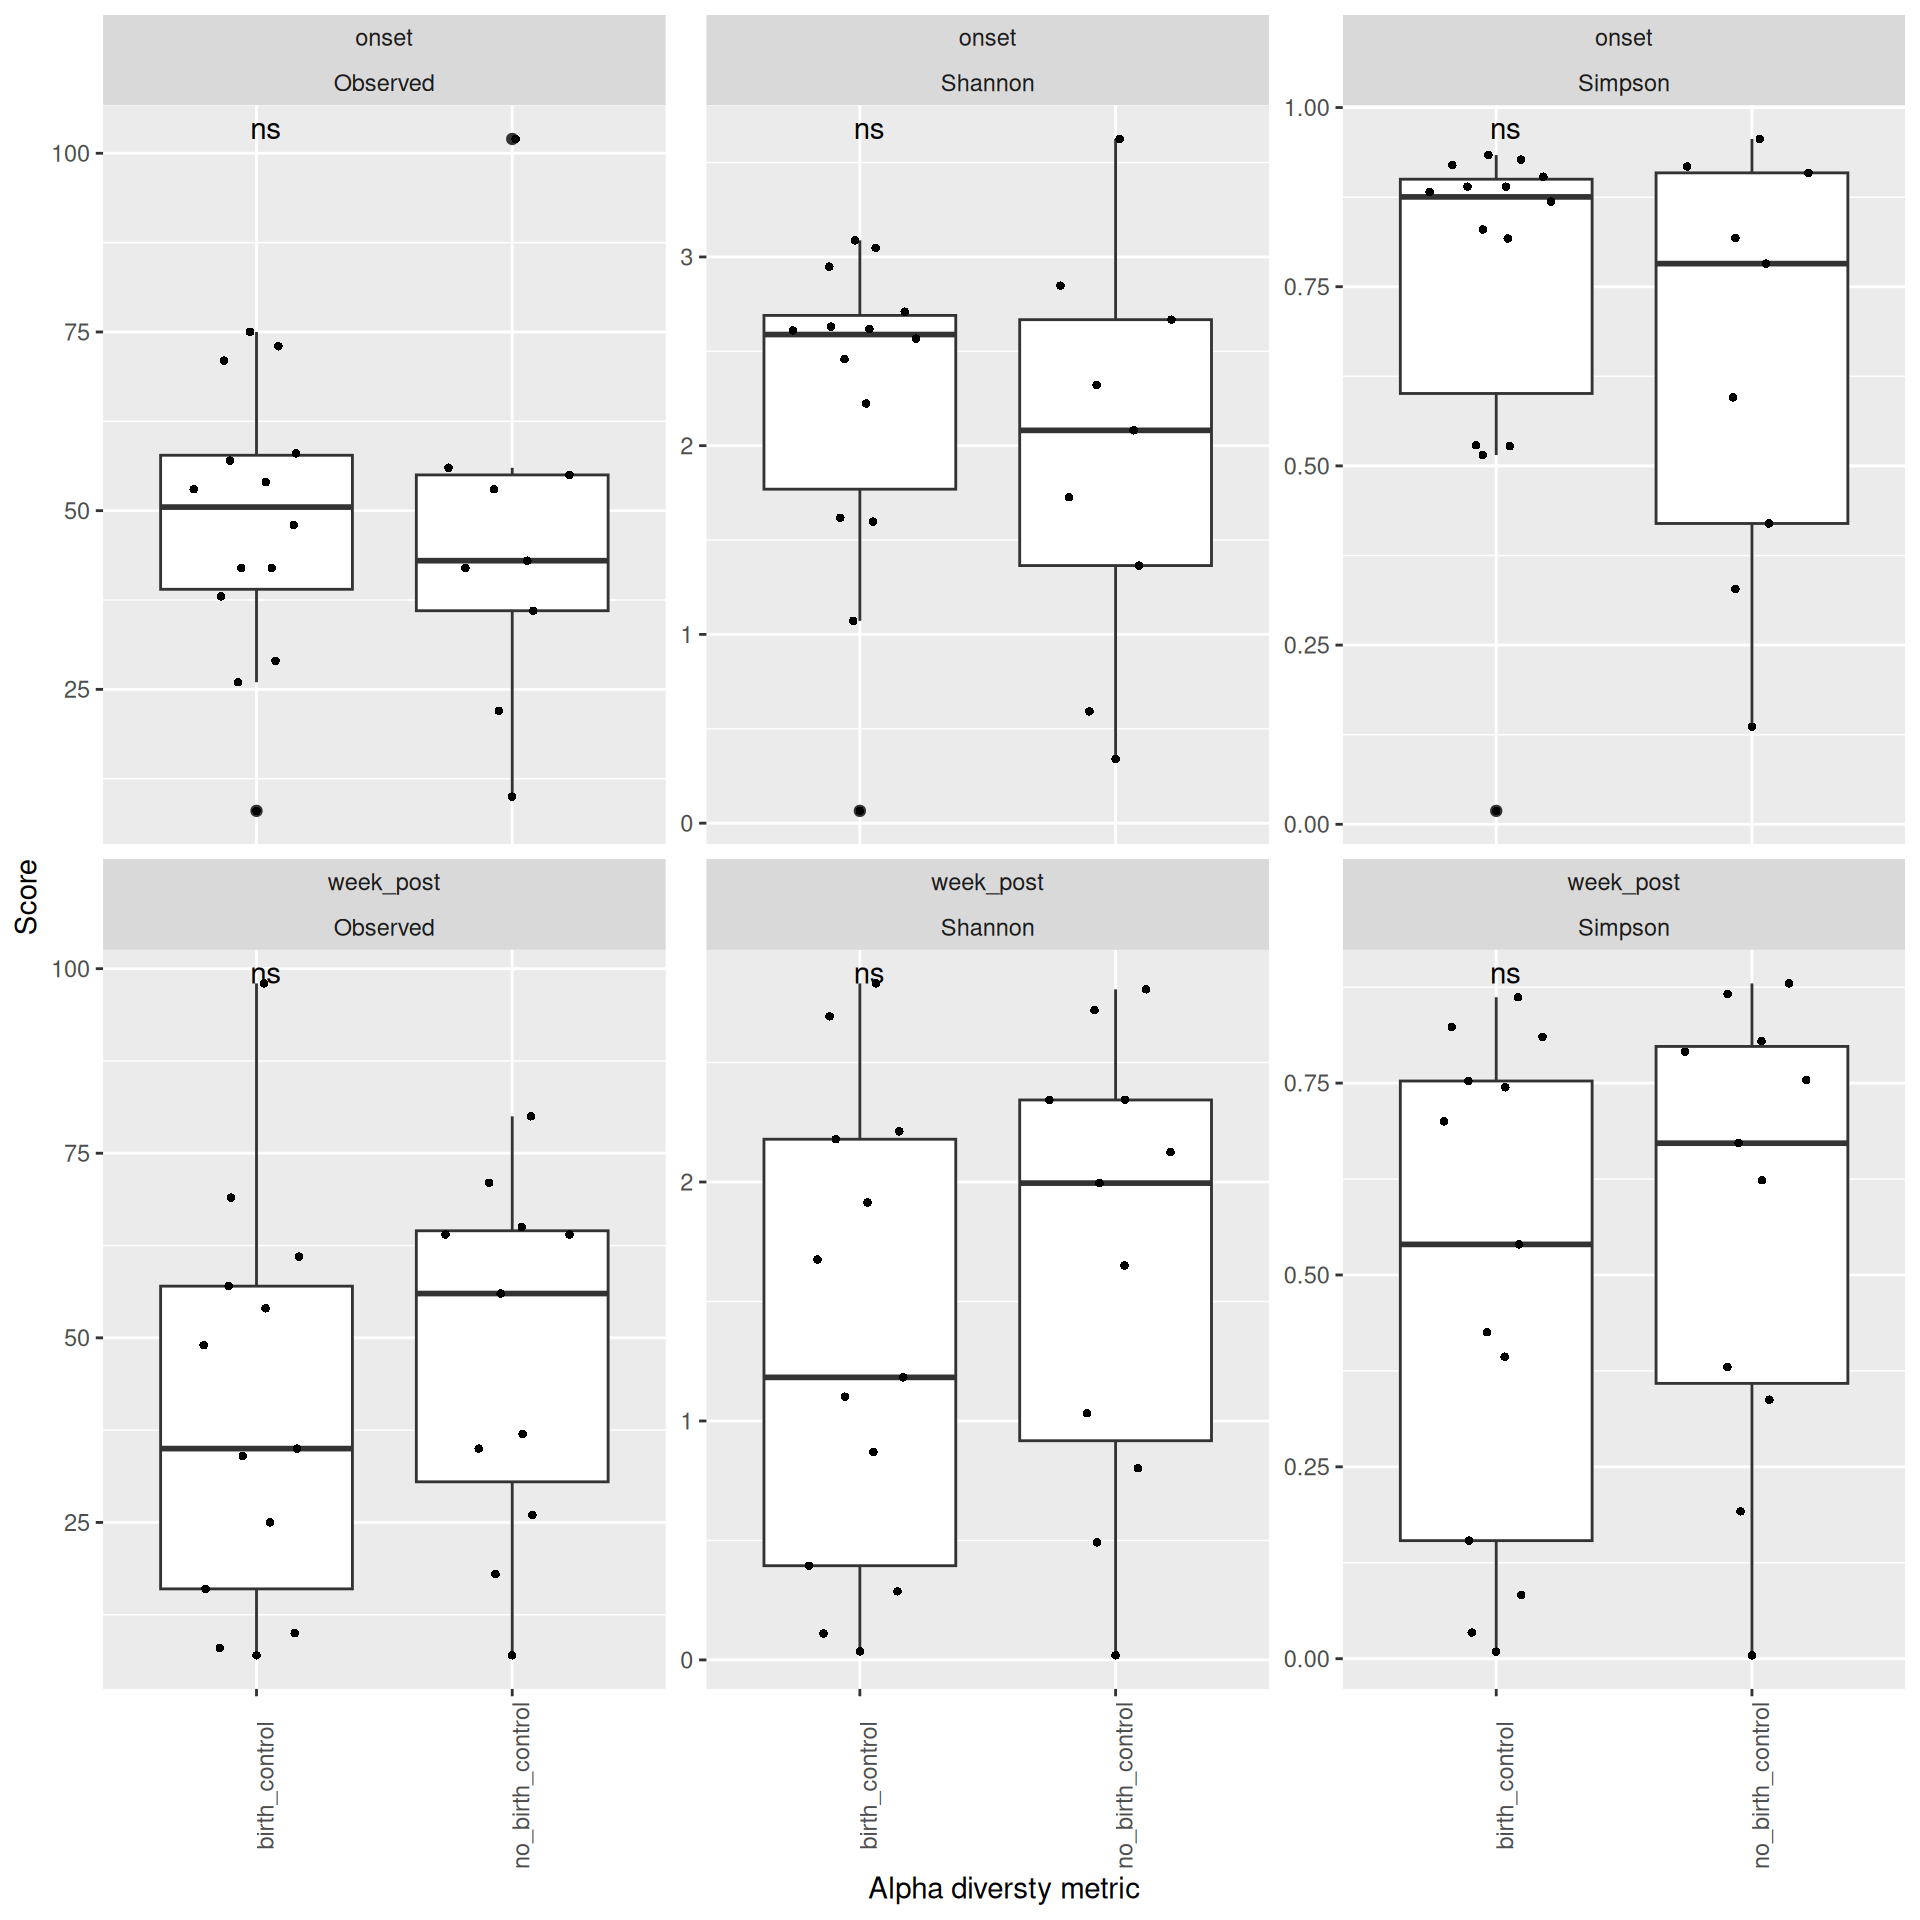 onset
Observed
onset
Shannon
onset
Simpson
ns
ns
ns
100
75
50
25
3
2
1
0
1.00
0.75
0.50
0.25
0.00
Score
week_post
Observed
week_post
Shannon
week_post
Simpson
ns
ns
ns
100
75
50
25
2
1
0
0.75
0.50
0.25
0.00
birth_control
no_birth_control
birth_control
no_birth_control
birth_control
no_birth_control
Alpha diversty metric